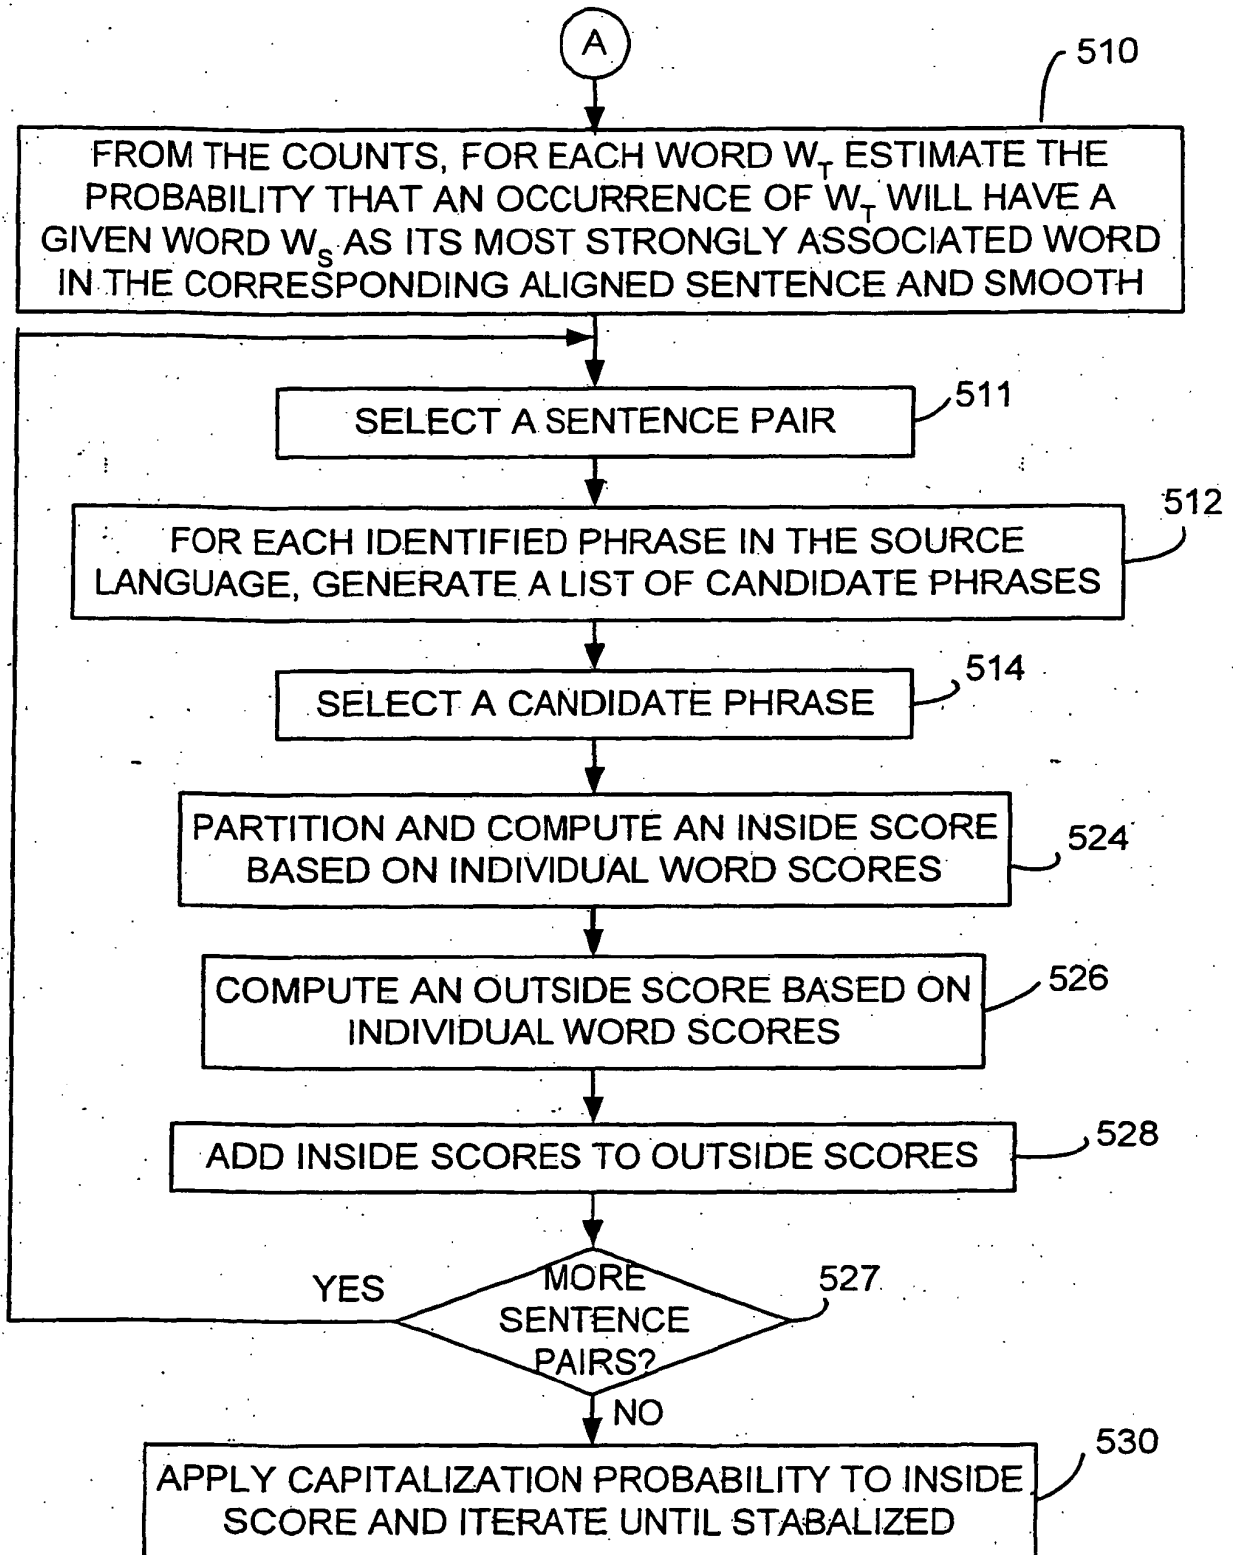 A
510
FROM THE COUNTS, FOR EACH WORD W_T ESTIMATE THE
PROBABILITY THAT AN OCCURRENCE OF W_T WILL HAVE A
GIVEN WORD W_S AS ITS MOST STRONGLY ASSOCIATED WORD
IN THE CORRESPONDING ALIGNED SENTENCE AND SMOOTH
511
SELECT A SENTENCE PAIR
512
FOR EACH IDENTIFIED PHRASE IN THE SOURCE
LANGUAGE, GENERATE A LIST OF CANDIDATE PHRASES
514
SELECT A CANDIDATE PHRASE
PARTITION AND COMPUTE AN INSIDE SCORE
BASED ON INDIVIDUAL WORD SCORES
524
COMPUTE AN OUTSIDE SCORE BASED ON
INDIVIDUAL WORD SCORES
526
ADD INSIDE SCORES TO OUTSIDE SCORES
528
YES
MORE
SENTENCE
PAIRS?
527
NO
530
APPLY CAPITALIZATION PROBABILITY TO INSIDE
SCORE AND ITERATE UNTIL STABALIZED